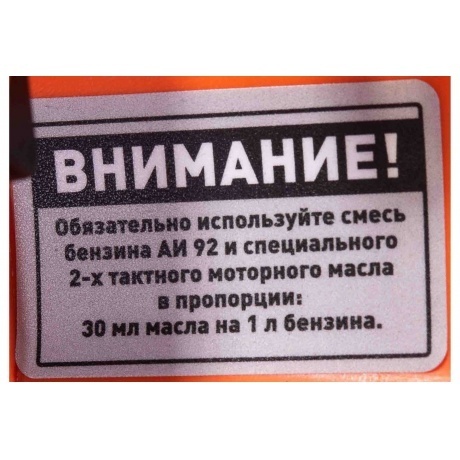 ВНИМАНИЕ!
Обязательно используйте смесь
бензина АИ 92 и специального
2-х тактного моторного масла
в пропорции:
30 мл масла на 1 л бензина.